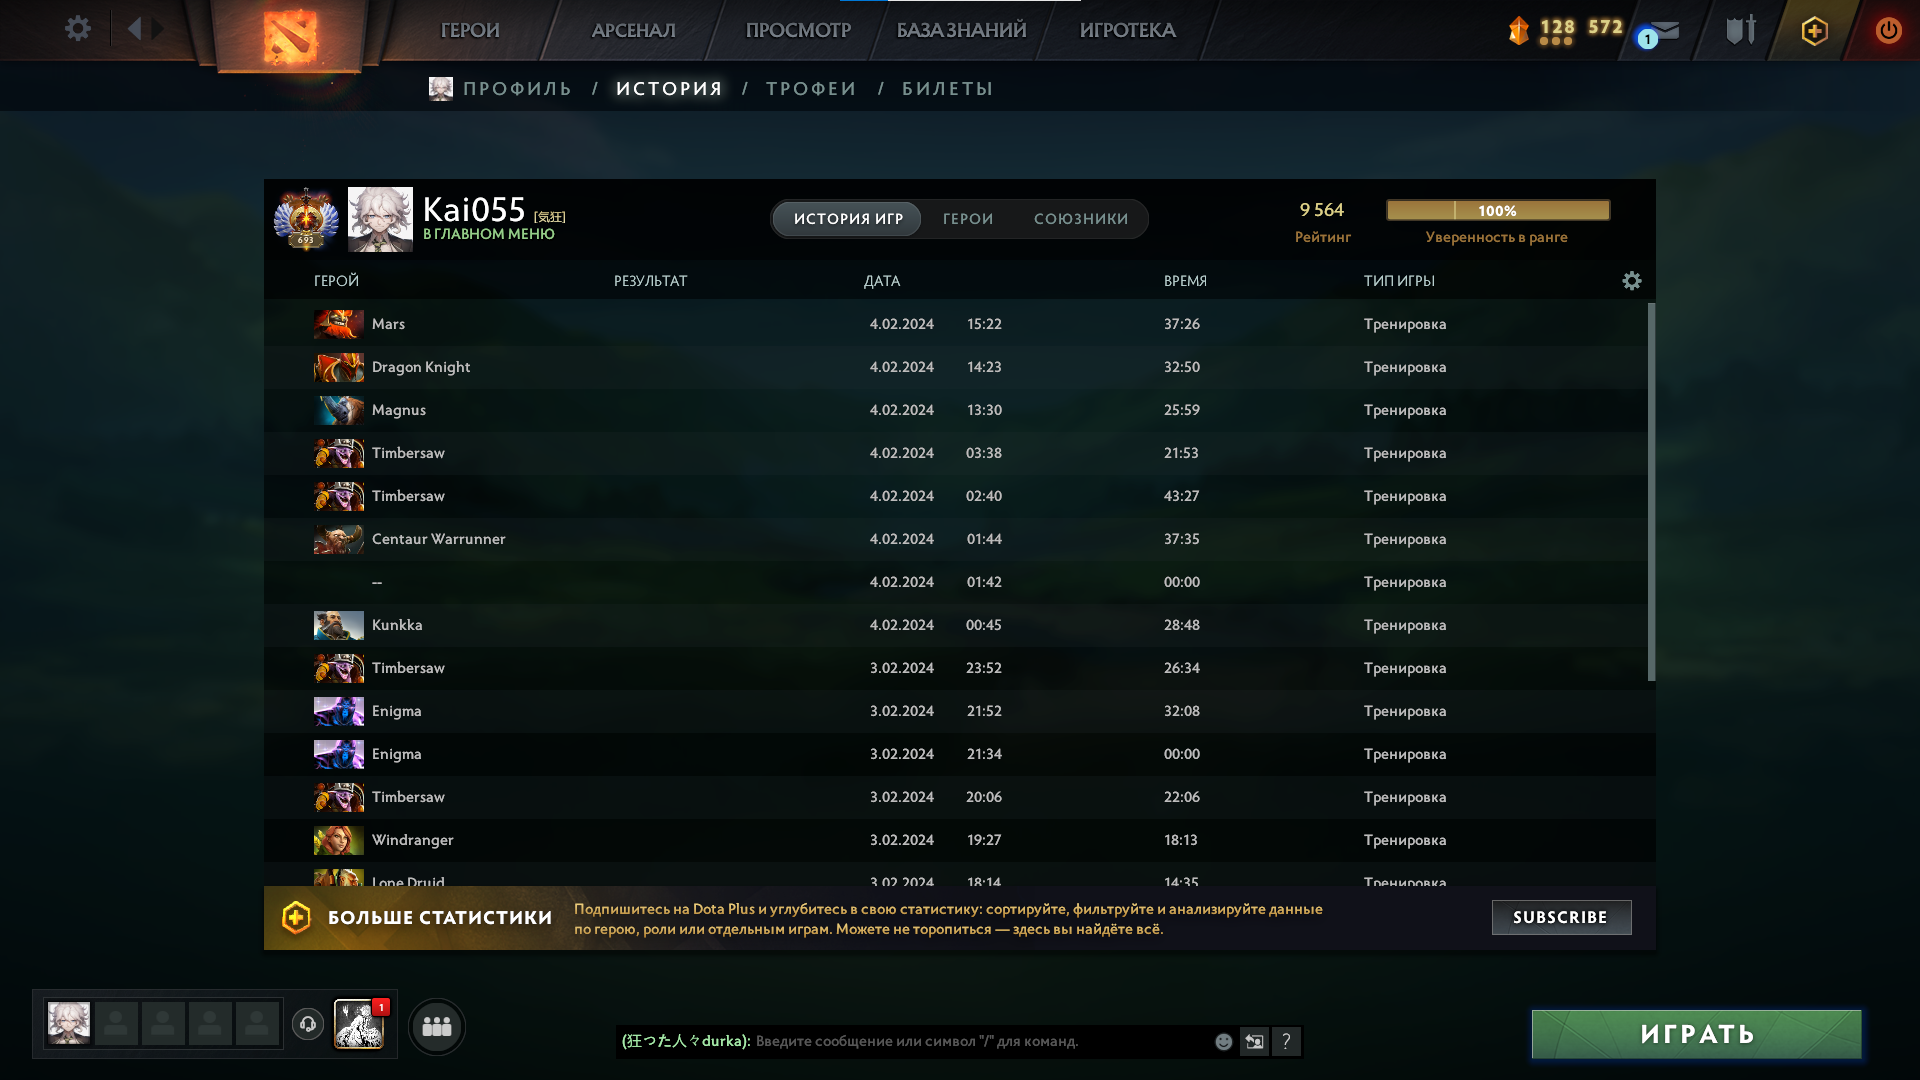 ГЕРОИ АРСЕНАЛ ПРОСМОТР БАЗА ЗНАНИЙ ИГРОТЕКА 128 572 1
ПРОФИЛЬ / ИСТОРИЯ / ТРОФЕИ / БИЛЕТЫ
693 Kai055 [気狂]
В ГЛАВНОМ МЕНЮ
ИСТОРИЯ ИГР ГЕРОИ СОЮЗНИКИ
9 564 100%
Рейтинг Уверенность в ранге
ГЕРОЙ РЕЗУЛЬТАТ ДАТА ВРЕМЯ ТИП ИГРЫ
Mars 4.02.2024 15:22 37:26 Тренировка
Dragon Knight 4.02.2024 14:23 32:50 Тренировка
Magnus 4.02.2024 13:30 25:59 Тренировка
Timbersaw 4.02.2024 03:38 21:53 Тренировка
Timbersaw 4.02.2024 02:40 43:27 Тренировка
Centaur Warrunner 4.02.2024 01:44 37:35 Тренировка
-- 4.02.2024 01:42 00:00 Тренировка
Kunkka 4.02.2024 00:45 28:48 Тренировка
Timbersaw 3.02.2024 23:52 26:34 Тренировка
Enigma 3.02.2024 21:52 32:08 Тренировка
Enigma 3.02.2024 21:34 00:00 Тренировка
Timbersaw 3.02.2024 20:06 22:06 Тренировка
Windranger 3.02.2024 19:27 18:13 Тренировка
Lone Druid 3.02.2024 18:14 14:35 Тренировка
БОЛЬШЕ СТАТИСТИКИ
Подпишитесь на Dota Plus и углубитесь в свою статистику: сортируйте, фильтруйте и анализируйте данные
по герою, роли или отдельным играм. Можете не торопиться — здесь вы найдёте всё.
SUBSCRIBE
1
(狂った人々durka): Введите сообщение или символ "/" для команд. ?
ИГРАТЬ